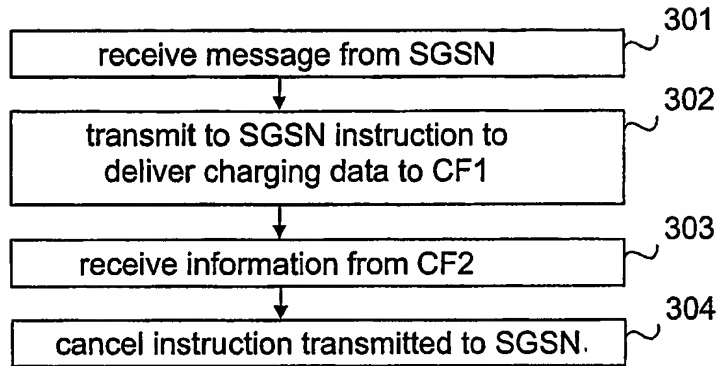 301
receive message from SGSN
302
transmit to SGSN instruction to
deliver charging data to CF1
303
receive information from CF2
304
cancel instruction transmitted to SGSN.